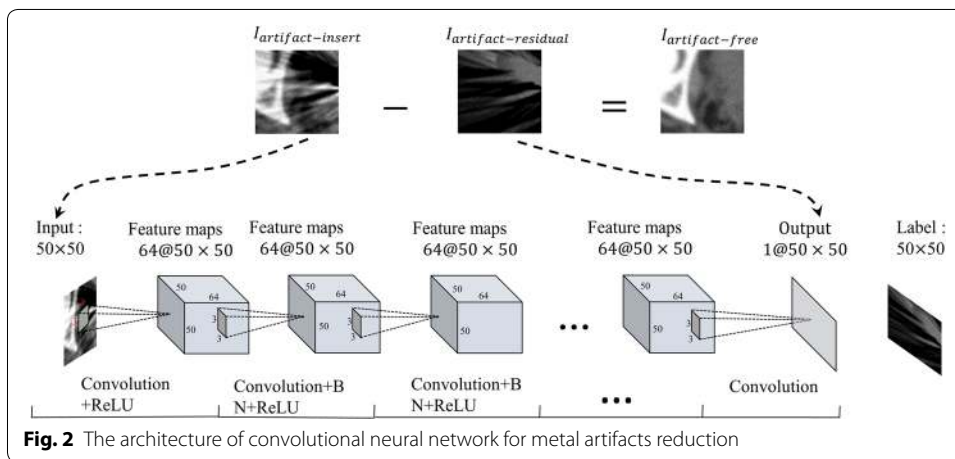 I_artifact−insert I_artifact−residual I_artifact−free
− =
Input : Feature maps Feature maps Feature maps Feature maps Output Label :
50×50 64@50 × 50 64@50 × 50 64@50 × 50 64@50 × 50 1@50 × 50 50×50
50 64 50 3 3
50 64 50 3 3
50 64 50
•••
50 64 50 3 3
Convolution Convolution+B Convolution+B Convolution
+ReLU N+ReLU N+ReLU •••
Fig. 2 The architecture of convolutional neural network for metal artifacts reduction